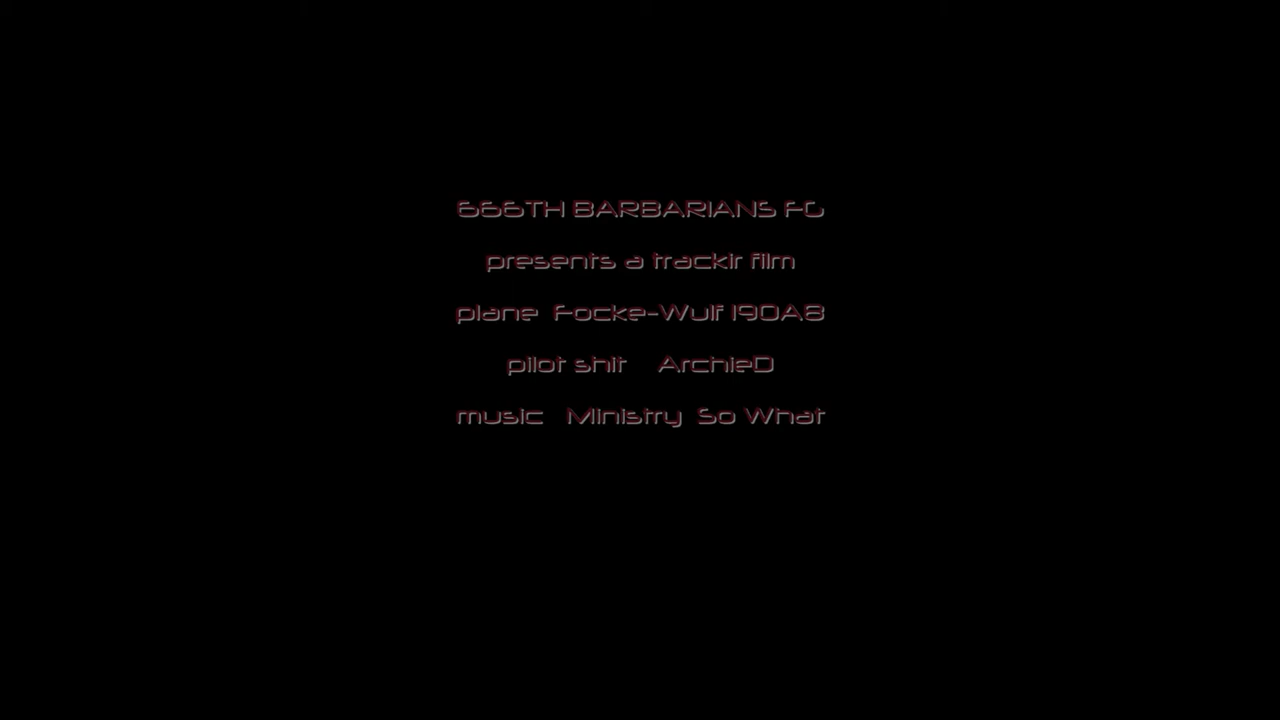 666TH BARBARIANS FG
presents a trackir film
plane Focke-Wulf 190A8
pilot shit ArchieD
music Ministry So What